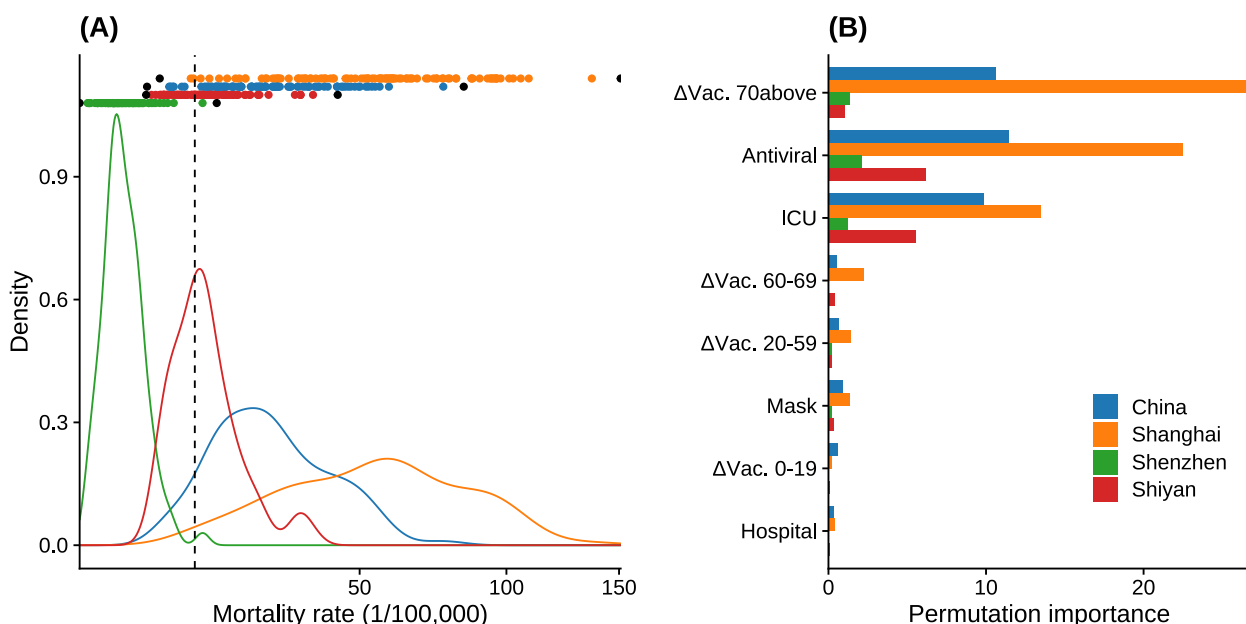 (A)
Density
0.9
0.6
0.3
0.0
50
100
150
Mortality rate (1/100,000)
(B)
ΔVac. 70above
Antiviral
ICU
ΔVac. 60-69
ΔVac. 20-59
Mask
ΔVac. 0-19
Hospital
China
Shanghai
Shenzhen
Shiyan
0
10
20
Permutation importance